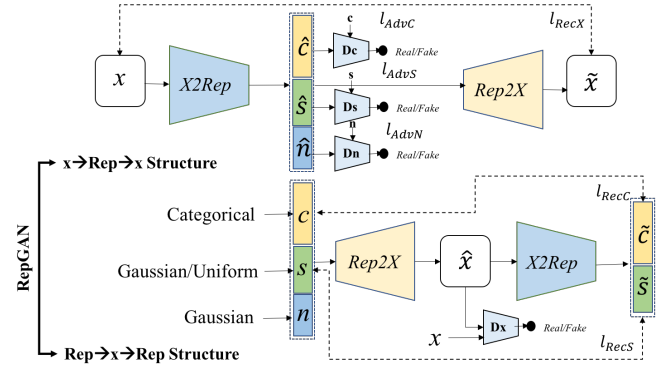 c
l_AdvC
l_RecX
ĉ
Dc
Real/Fake
x
X2Rep
s
l_AdvS
Rep2X
x̃
ŝ
Ds
Real/Fake
n
l_AdvN
n̂
Dn
Real/Fake
x→Rep→x Structure
RepGAN
Categorical
c
l_RecC
c̃
Gaussian/Uniform
s
Rep2X
x̂
X2Rep
s̃
Gaussian
n
x
Dx
Real/Fake
l_RecS
Rep→x→Rep Structure